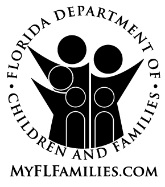 • FLORIDA DEPARTMENT OF •
CHILDREN AND FAMILIES
MYFLFAMILIES.COM